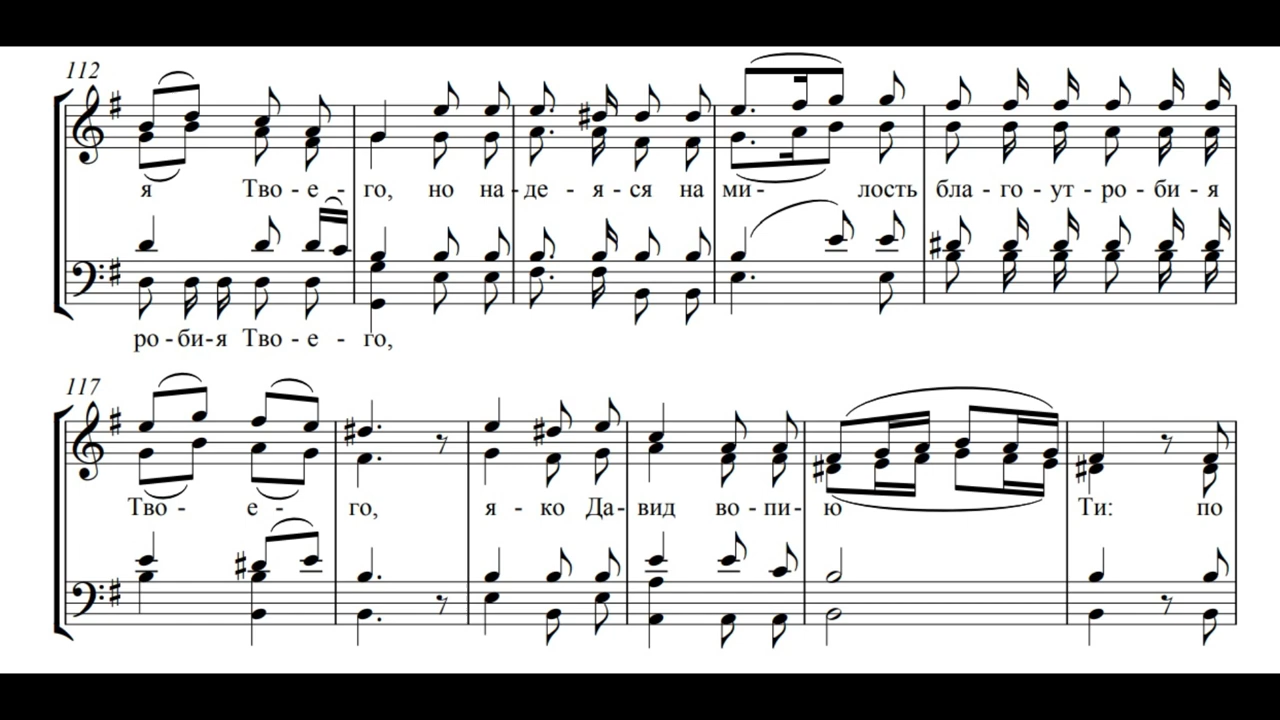 112
я Тво - е - го, но на - де - я - ся на ми - лость бла - го - ут - ро - би - я
ро - би - я Тво - е - го,
117
Тво - е - го, я - ко Да - вид во - пи - ю Ти: по